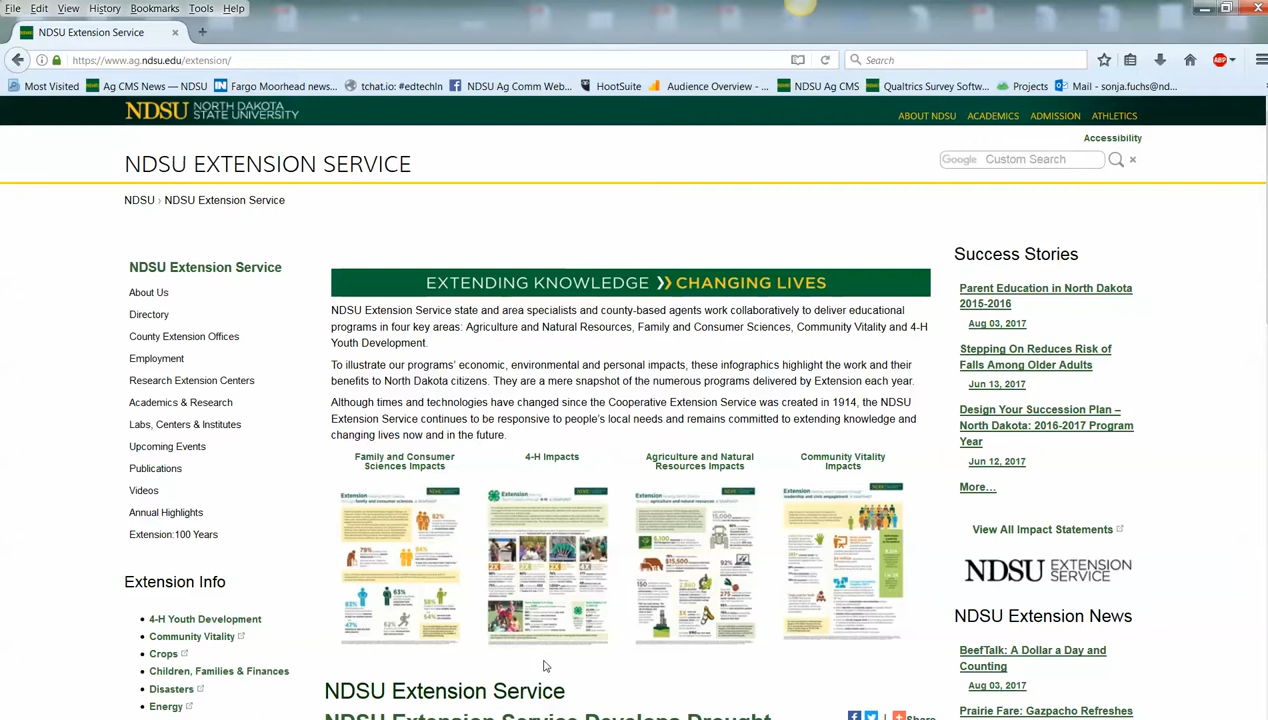 File Edit View History Bookmarks Tools Help
NDSU Extension Service
https://www.ag.ndsu.edu/extension/
Search
Most Visited Ag CMS News — NDSU Fargo Moorhead news... tchat.io: #edtechln NDSU Ag Comm Web... HootSuite Audience Overview - ... NDSU Ag CMS Qualtrics Survey Softw... Projects Mail - sonja.fuchs@nd...
NDSU NORTH DAKOTA
STATE UNIVERSITY
ABOUT NDSU ACADEMICS ADMISSION ATHLETICS
Accessibility
NDSU EXTENSION SERVICE
Google Custom Search
NDSU › NDSU Extension Service
NDSU Extension Service
About Us
Directory
County Extension Offices
Employment
Research Extension Centers
Academics & Research
Labs, Centers & Institutes
Upcoming Events
Publications
Videos
Annual Highlights
Extension:100 Years
Extension Info
4-H Youth Development
Community Vitality
Crops
Children, Families & Finances
Disasters
Energy
EXTENDING KNOWLEDGE CHANGING LIVES
NDSU Extension Service state and area specialists and county-based agents work collaboratively to deliver educational
programs in four key areas: Agriculture and Natural Resources, Family and Consumer Sciences, Community Vitality and 4-H
Youth Development.
To illustrate our programs' economic, environmental and personal impacts, these infographics highlight the work and their
benefits to North Dakota citizens. They are a mere snapshot of the numerous programs delivered by Extension each year.
Although times and technologies have changed since the Cooperative Extension Service was created in 1914, the NDSU
Extension Service continues to be responsive to people's local needs and remains committed to extending knowledge and
changing lives now and in the future.
Family and Consumer
Sciences Impacts
4-H Impacts
Agriculture and Natural
Resources Impacts
Community Vitality
Impacts
NDSU Extension Service
NDSU Extension Service Develops Drought
Share
Success Stories
Parent Education in North Dakota
2015-2016
Aug 03, 2017
Stepping On Reduces Risk of
Falls Among Older Adults
Jun 13, 2017
Design Your Succession Plan –
North Dakota: 2016-2017 Program
Year
Jun 12, 2017
More…
View All Impact Statements
NDSU EXTENSION
SERVICE
NDSU Extension News
BeefTalk: A Dollar a Day and
Counting
Aug 03, 2017
Prairie Fare: Gazpacho Refreshes